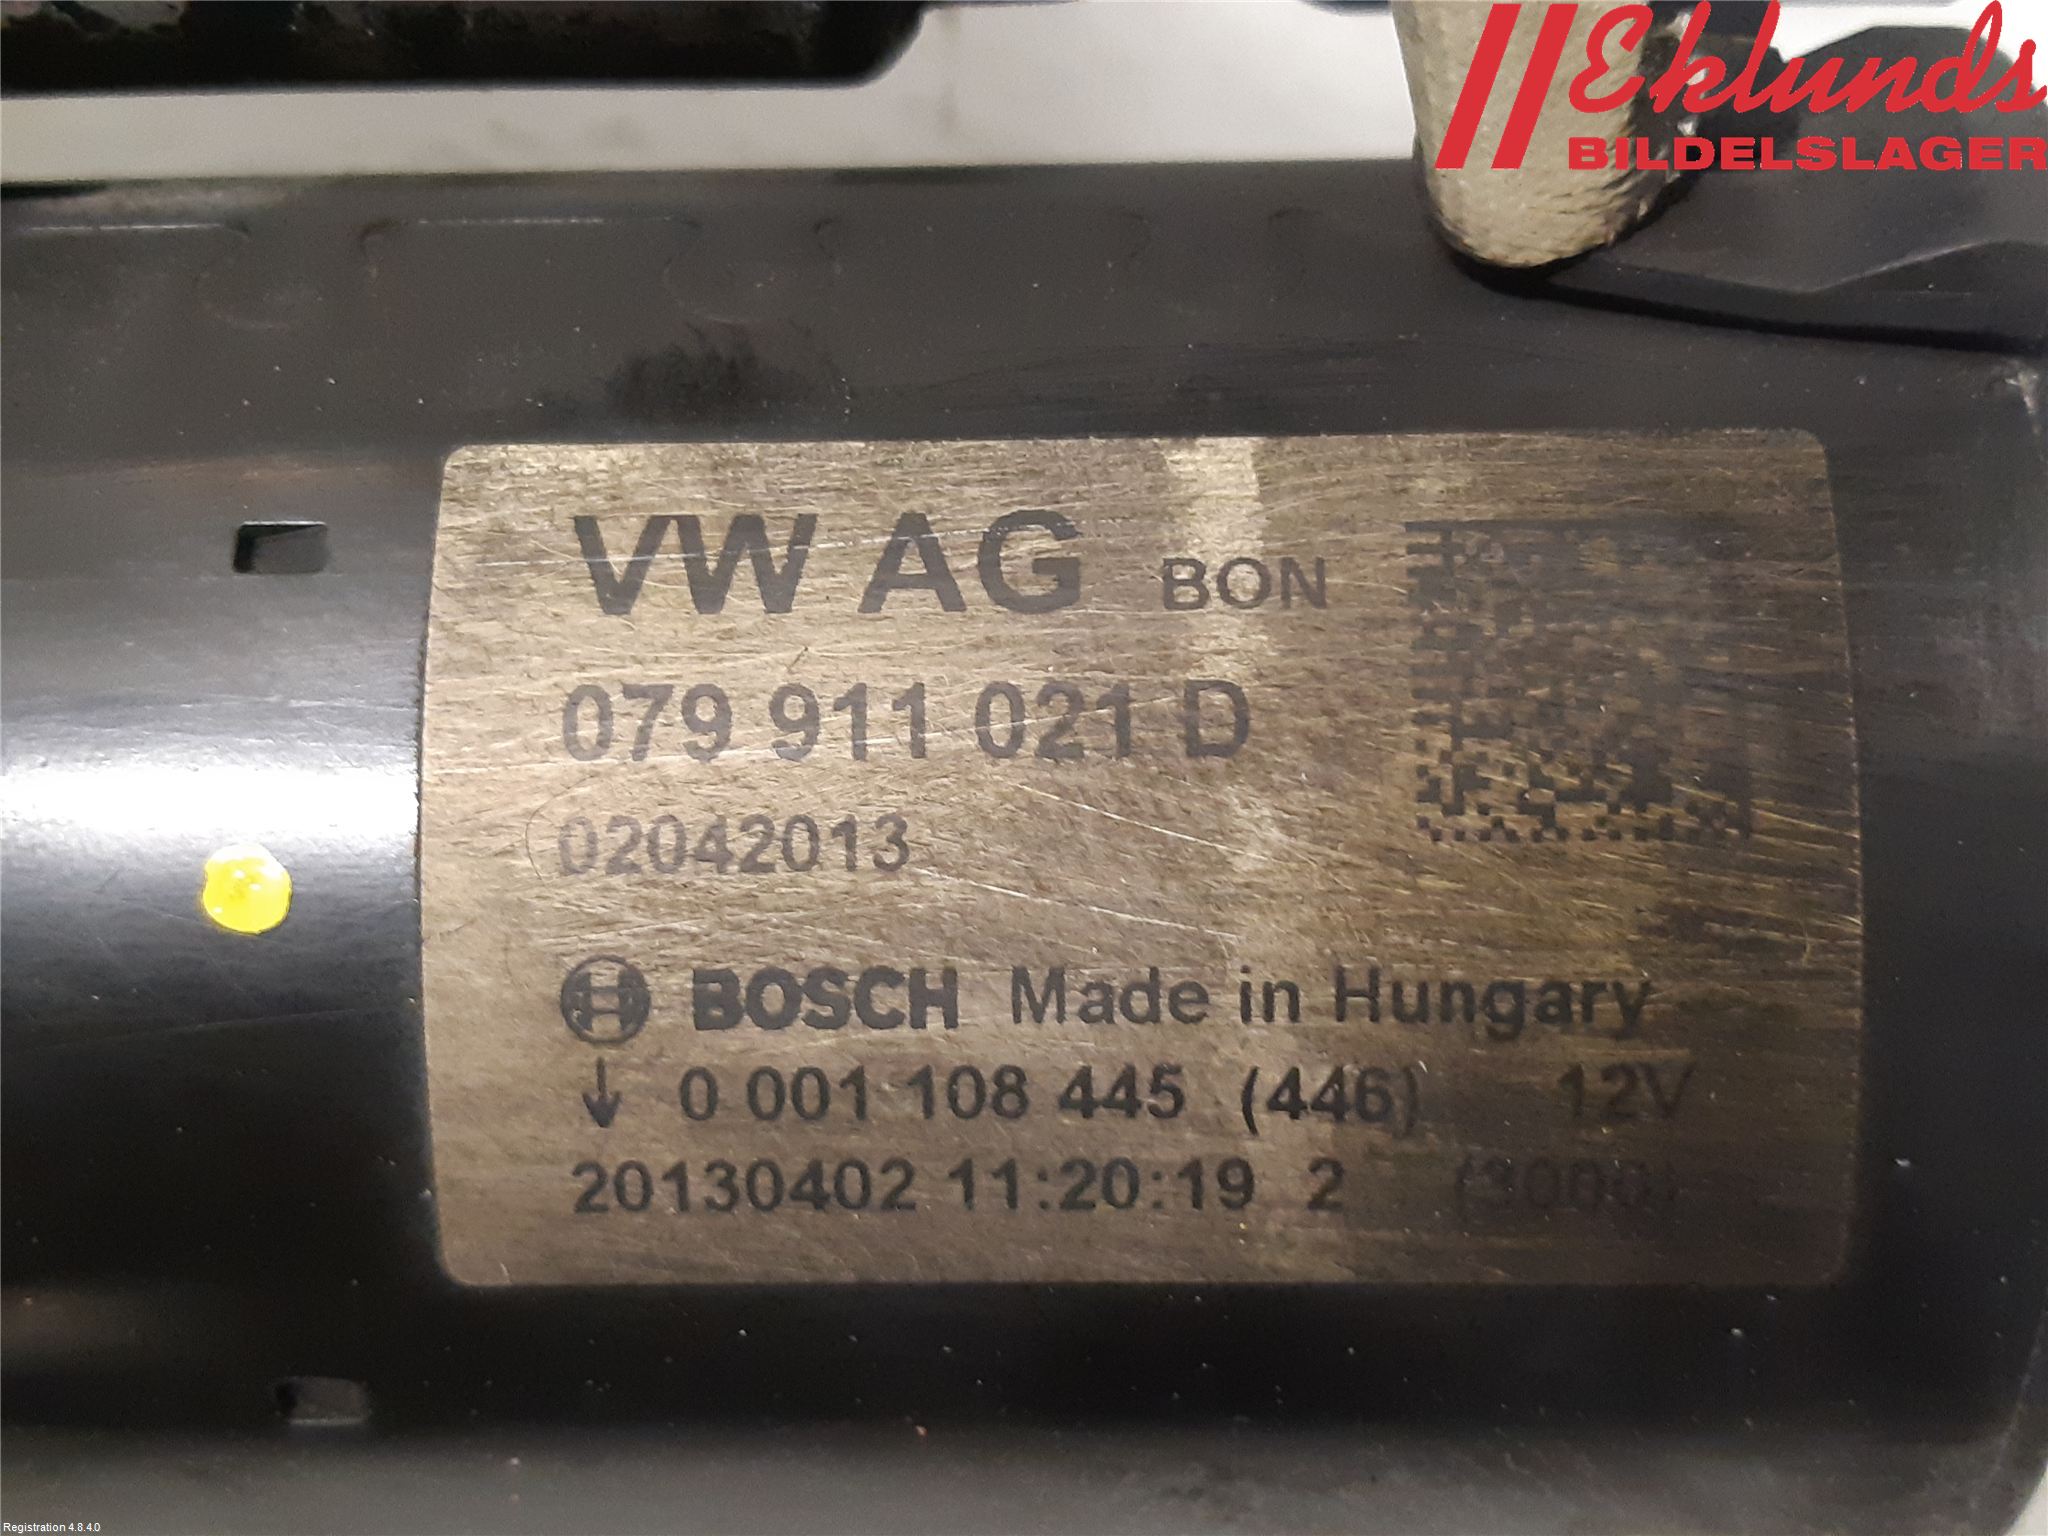 Eklunds
BILDELSLAGER
VW AG BON
079 911 021 D
02042013
BOSCH Made in Hungary
↓ 0 001 108 445 (446) 12V
20130402 11:20:19 2 (3000)
Registration 4.8.4.0